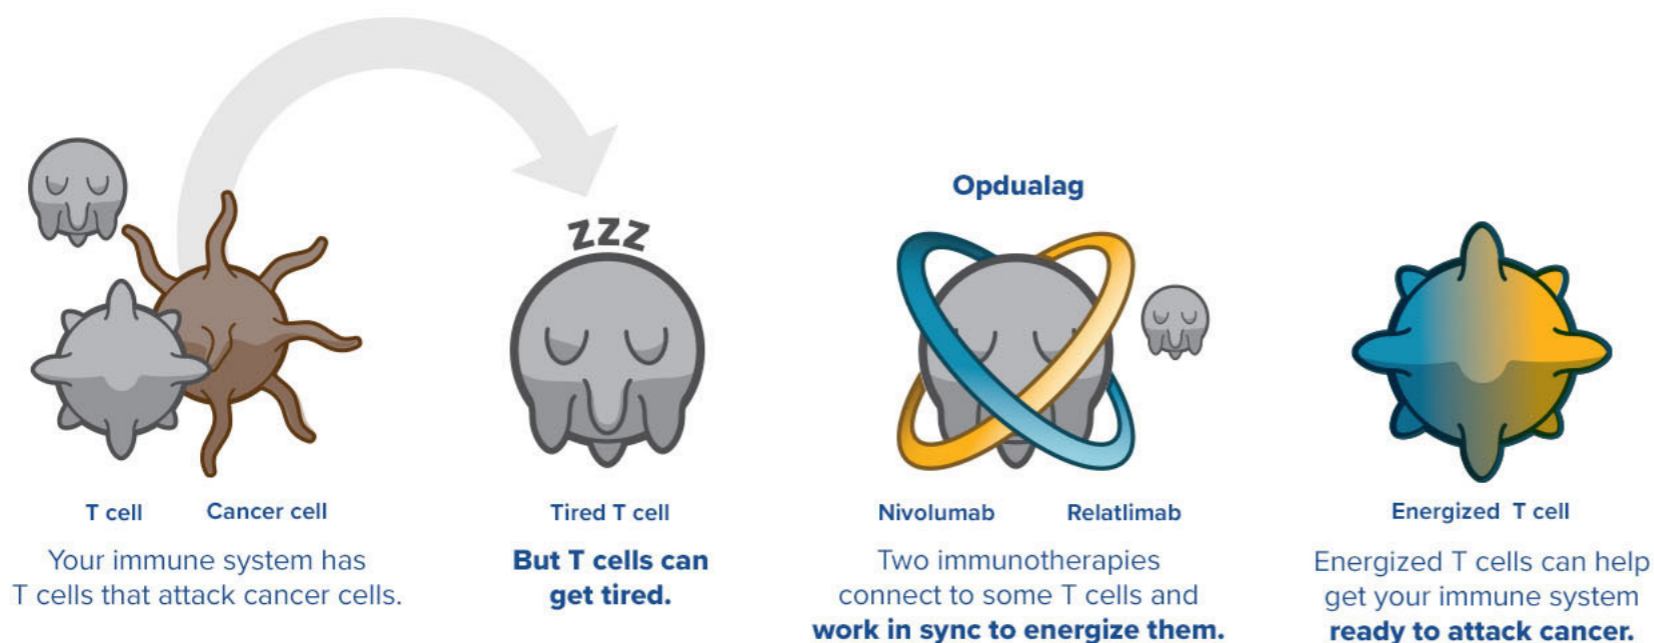 zzz
Opdualag
T cell
Cancer cell
Your immune system has
T cells that attack cancer cells.
Tired T cell
But T cells can
get tired.
Nivolumab
Relatlimab
Two immunotherapies
connect to some T cells and
work in sync to energize them.
Energized T cell
Energized T cells can help
get your immune system
ready to attack cancer.